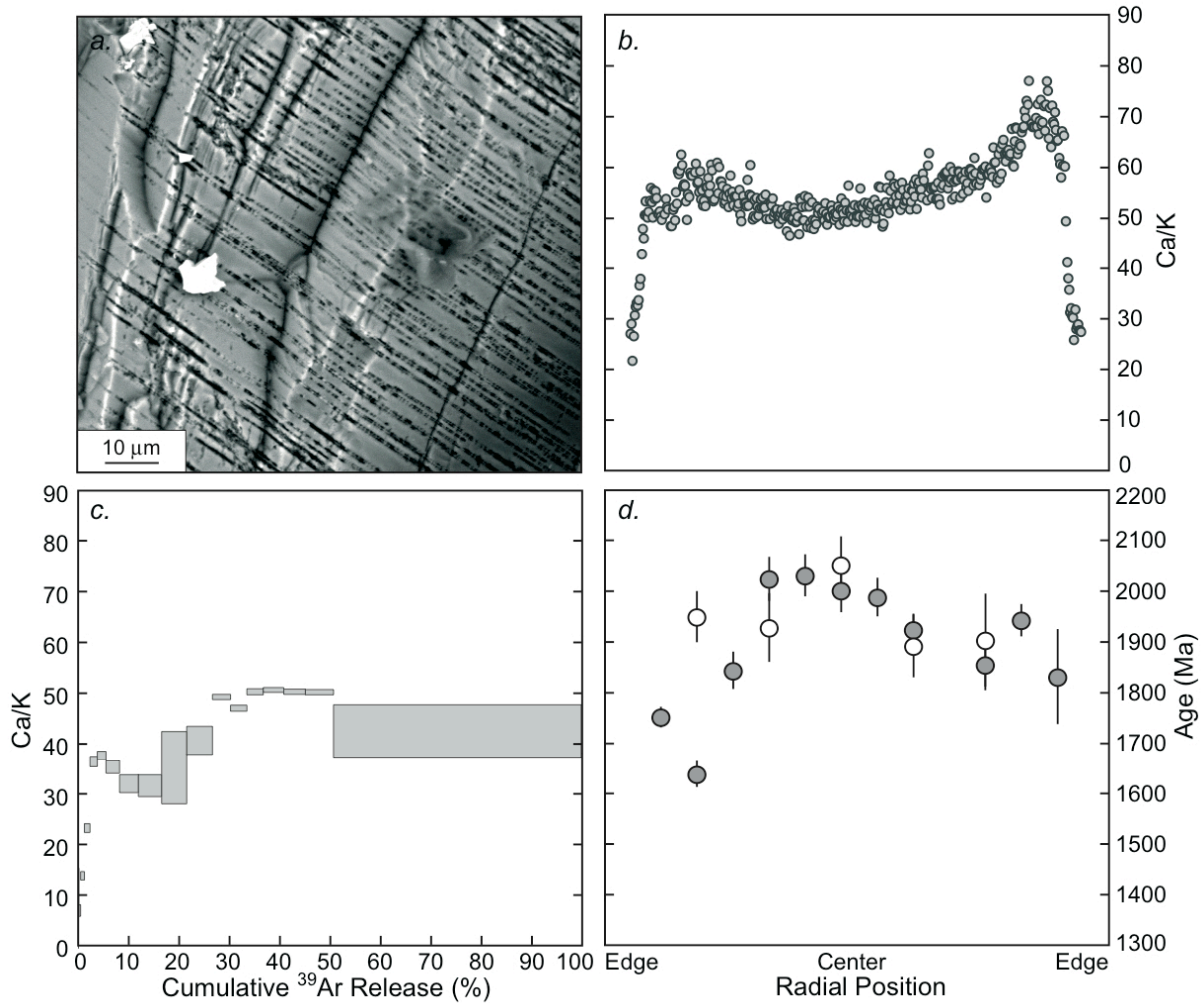 a.
10 μm
b.
90
80
70
60
50
40
30
20
10
0
Ca/K
c.
90
80
70
60
50
40
30
20
10
0
Ca/K
0 10 20 30 40 50 60 70 80 90 100
Cumulative ³⁹Ar Release (%)
d.
2200
2100
2000
1900
1800
1700
1600
1500
1400
1300
Age (Ma)
Edge Center Edge
Radial Position